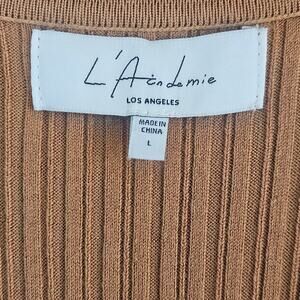 L'Académie
LOS ANGELES
MADE IN
CHINA
L